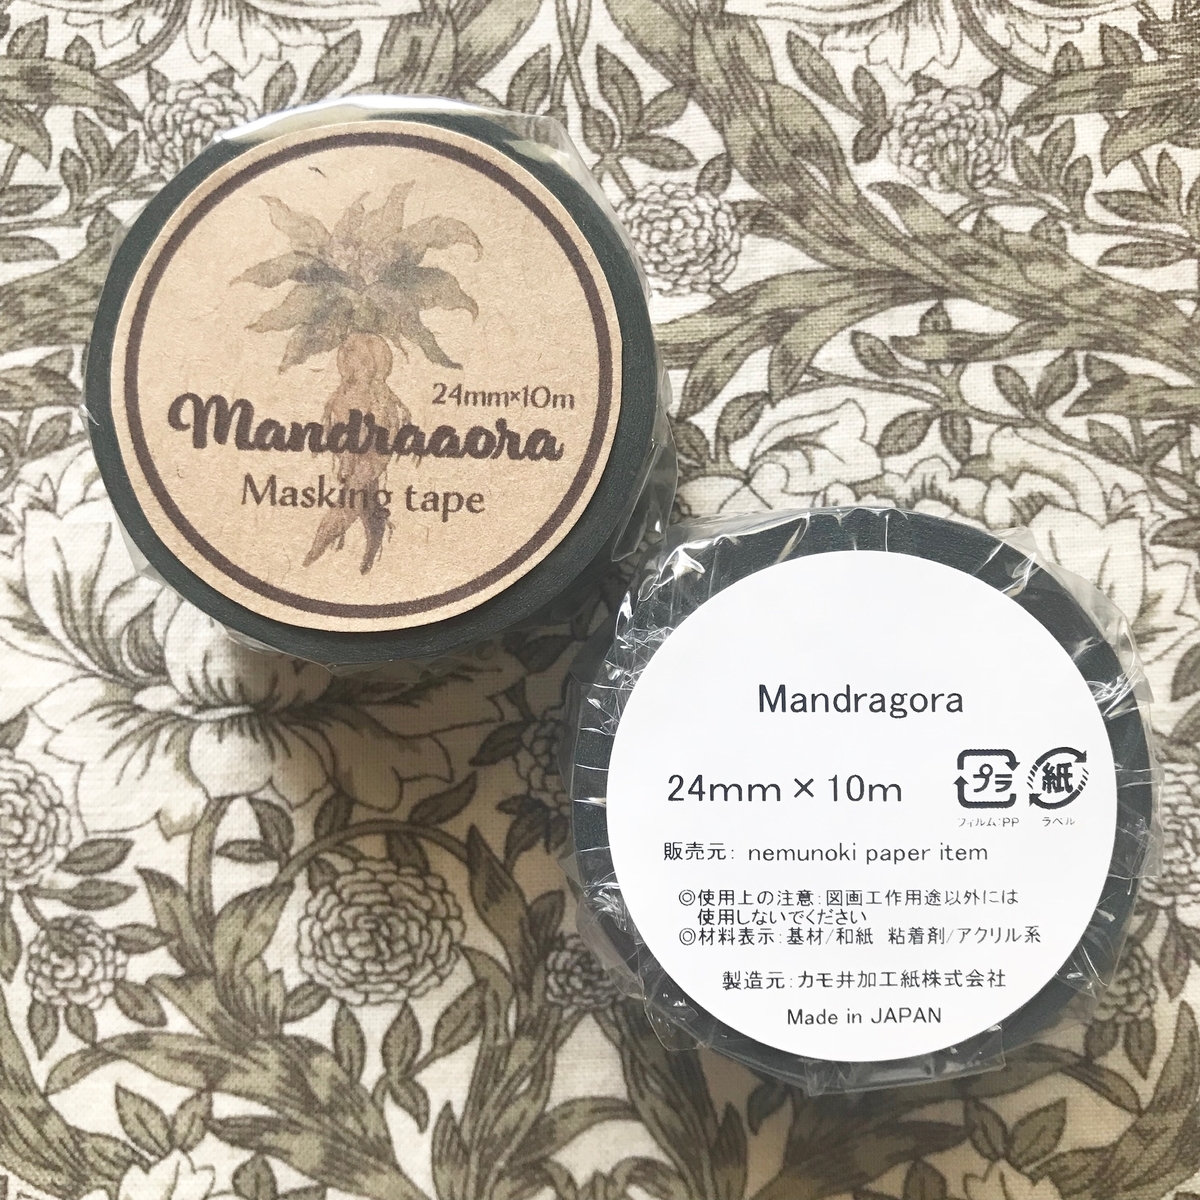 24mm×10m
Mandragora
Masking tape
Mandragora
24mm×10m
プラ
紙
フィルム:PP
ラベル
販売元: nemunoki paper item
◎使用上の注意:図画工作用途以外には
使用しないでください
◎材料表示:基材/和紙 粘着剤/アクリル系
製造元:カモ井加工紙株式会社
Made in JAPAN